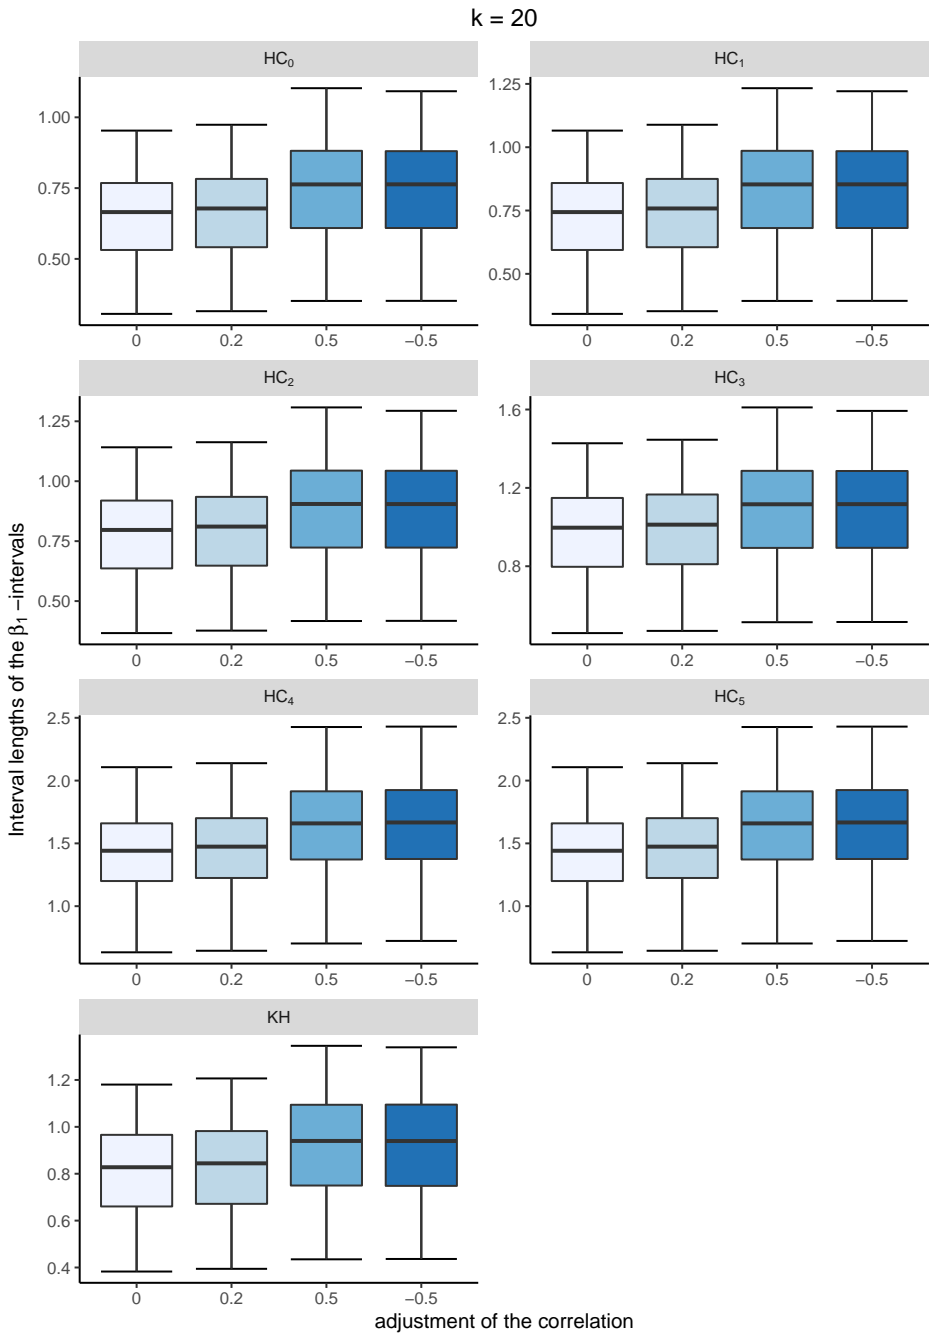 k = 20
HC₀
HC₁
1.00
0.75
0.50
1.25
1.00
0.75
0.50
0 0.2 0.5 −0.5
0 0.2 0.5 −0.5
HC₂
HC₃
1.25
1.00
0.75
0.50
1.6
1.2
0.8
0 0.2 0.5 −0.5
0 0.2 0.5 −0.5
HC₄
HC₅
2.5
2.0
1.5
1.0
2.5
2.0
1.5
1.0
0 0.2 0.5 −0.5
0 0.2 0.5 −0.5
KH
1.2
1.0
0.8
0.6
0.4
0 0.2 0.5 −0.5
Interval lengths of the β₁ −intervals
adjustment of the correlation